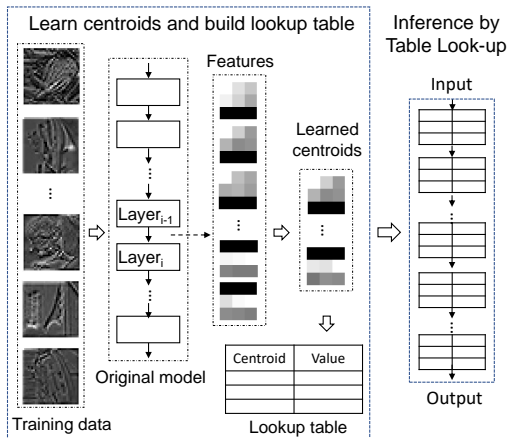 Learn centroids and build lookup table
Features
Learned
centroids
Layeri-1
Layeri
Original model
Training data
Centroid Value
Lookup table
Inference by
Table Look-up
Input
Output